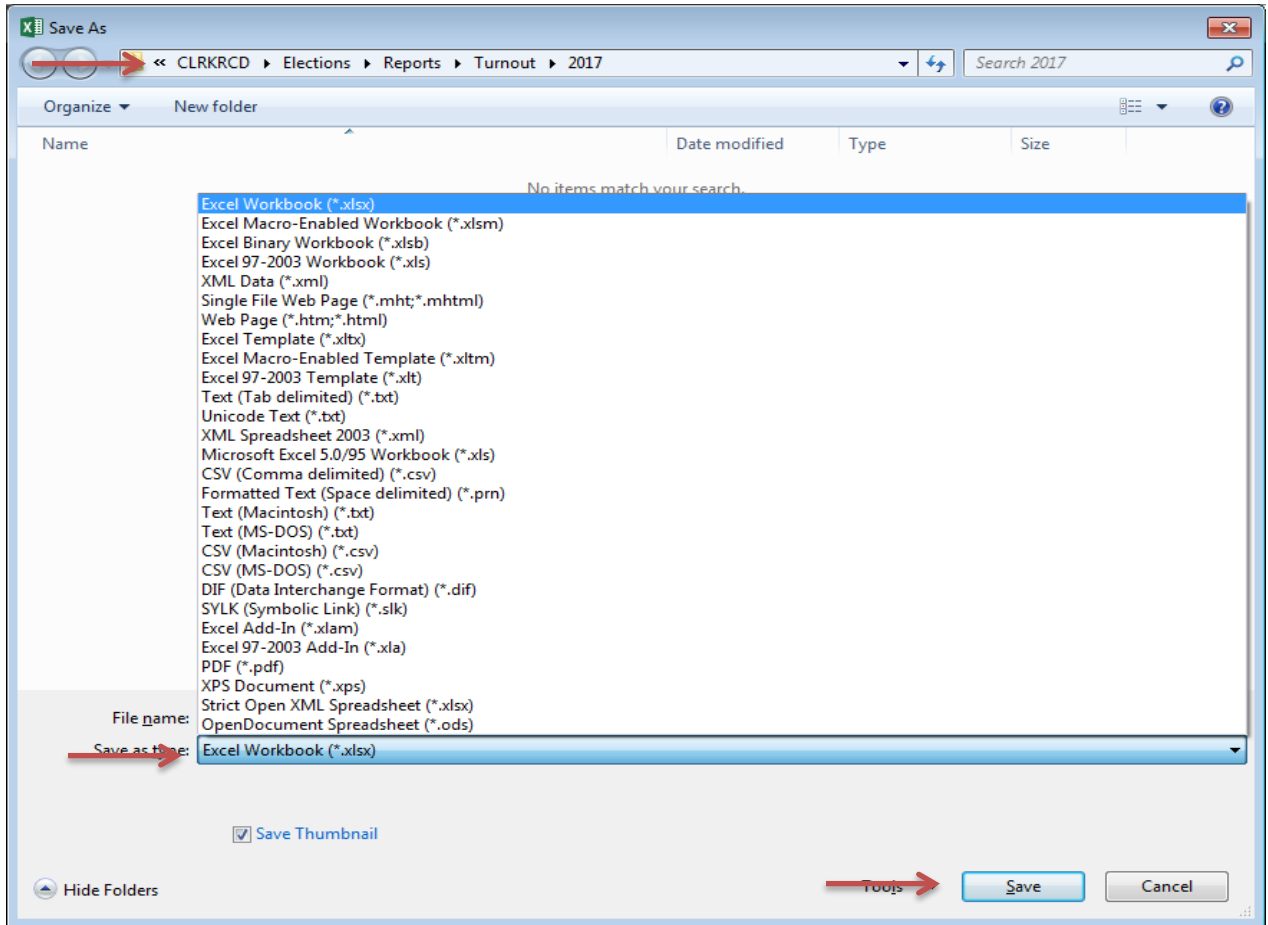 Save As
« CLRKRCD ▸ Elections ▸ Reports ▸ Turnout ▸ 2017
Search 2017
Organize
New folder
Name
Date modified
Type
Size
No items match your search.
Excel Workbook (*.xlsx)
Excel Macro-Enabled Workbook (*.xlsm)
Excel Binary Workbook (*.xlsb)
Excel 97-2003 Workbook (*.xls)
XML Data (*.xml)
Single File Web Page (*.mht;*.mhtml)
Web Page (*.htm;*.html)
Excel Template (*.xltx)
Excel Macro-Enabled Template (*.xltm)
Excel 97-2003 Template (*.xlt)
Text (Tab delimited) (*.txt)
Unicode Text (*.txt)
XML Spreadsheet 2003 (*.xml)
Microsoft Excel 5.0/95 Workbook (*.xls)
CSV (Comma delimited) (*.csv)
Formatted Text (Space delimited) (*.prn)
Text (Macintosh) (*.txt)
Text (MS-DOS) (*.txt)
CSV (Macintosh) (*.csv)
CSV (MS-DOS) (*.csv)
DIF (Data Interchange Format) (*.dif)
SYLK (Symbolic Link) (*.slk)
Excel Add-In (*.xlam)
Excel 97-2003 Add-In (*.xla)
PDF (*.pdf)
XPS Document (*.xps)
Strict Open XML Spreadsheet (*.xlsx)
OpenDocument Spreadsheet (*.ods)
File name:
Save as type: Excel Workbook (*.xlsx)
Save Thumbnail
Hide Folders
Tools
Save
Cancel